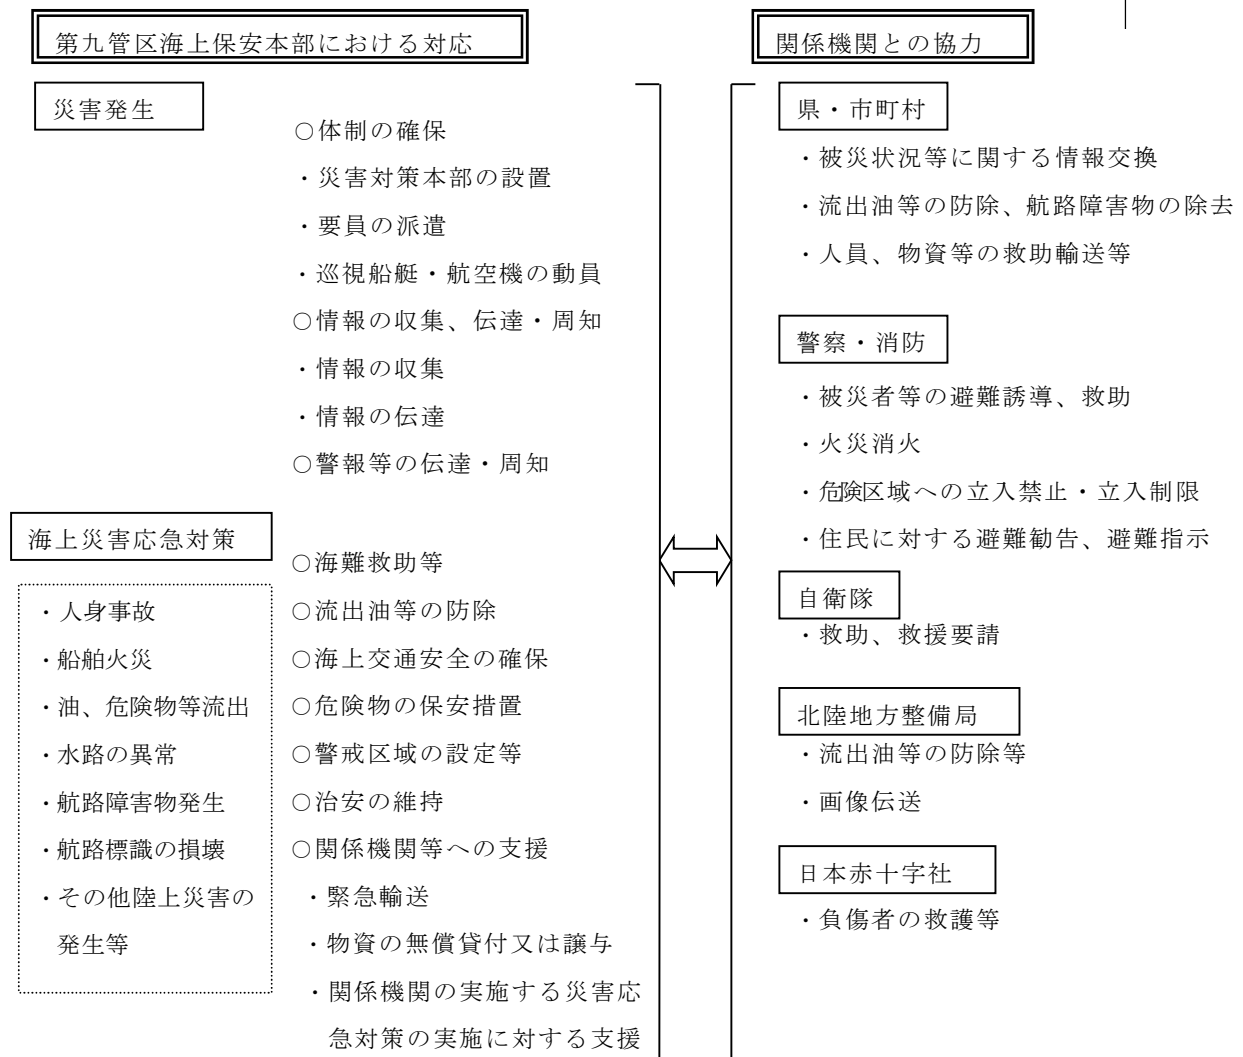 第九管区海上保安本部における対応
災害発生
○体制の確保
・災害対策本部の設置
・要員の派遣
・巡視船艇・航空機の動員
○情報の収集、伝達・周知
・情報の収集
・情報の伝達
○警報等の伝達・周知
海上災害応急対策
・人身事故
・船舶火災
・油、危険物等流出
・水路の異常
・航路障害物発生
・航路標識の損壊
・その他陸上災害の
発生等
○海難救助等
○流出油等の防除
○海上交通安全の確保
○危険物の保安措置
○警戒区域の設定等
○治安の維持
○関係機関等への支援
・緊急輸送
・物資の無償貸付又は譲与
・関係機関の実施する災害応
急対策の実施に対する支援
関係機関との協力
県・市町村
・被災状況等に関する情報交換
・流出油等の防除、航路障害物の除去
・人員、物資等の救助輸送等
警察・消防
・被災者等の避難誘導、救助
・火災消火
・危険区域への立入禁止・立入制限
・住民に対する避難勧告、避難指示
自衛隊
・救助、救援要請
北陸地方整備局
・流出油等の防除等
・画像伝送
日本赤十字社
・負傷者の救護等